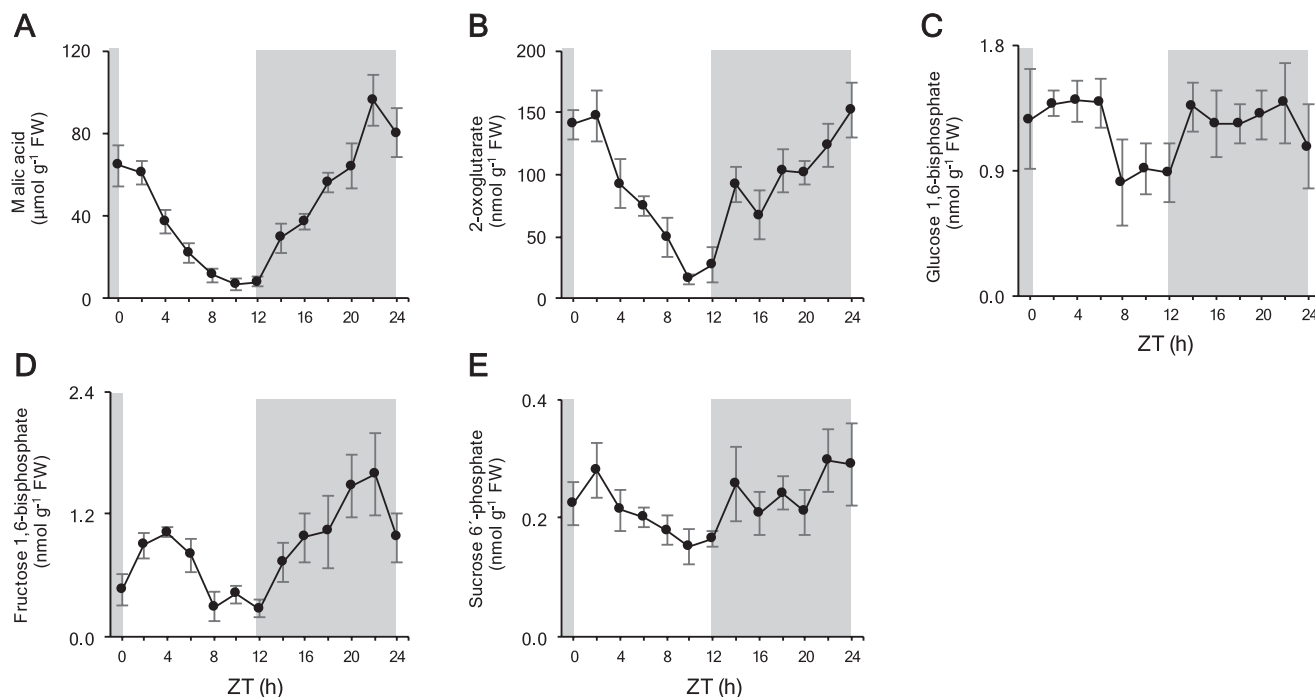 A
Malic acid
(µmol g⁻¹ FW)
120
80
40
0
0 4 8 12 16 20 24
B
2-oxoglutarate
(nmol g⁻¹ FW)
200
150
100
50
0
0 4 8 12 16 20 24
C
Glucose 1,6-bisphosphate
(nmol g⁻¹ FW)
1.8
0.9
0.0
0 4 8 12 16 20 24
ZT (h)
D
Fructose 1,6-bisphosphate
(nmol g⁻¹ FW)
2.4
1.2
0.0
0 4 8 12 16 20 24
ZT (h)
E
Sucrose 6´-phosphate
(nmol g⁻¹ FW)
0.4
0.2
0.0
0 4 8 12 16 20 24
ZT (h)